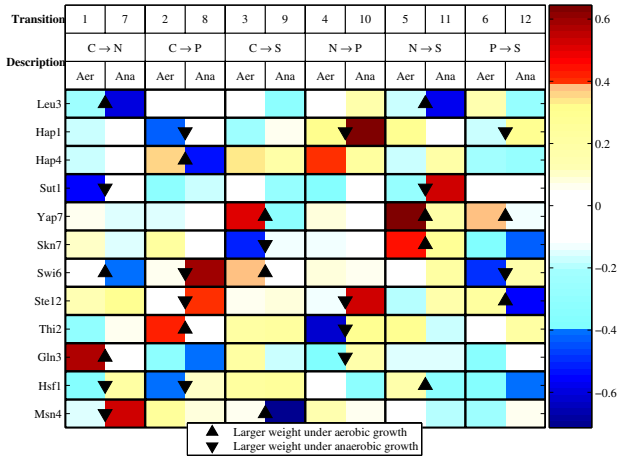 Transition 1 7 2 8 3 9 4 10 5 11 6 12
Description C → N C → P C → S N → P N → S P → S
Aer Ana Aer Ana Aer Ana Aer Ana Aer Ana Aer Ana
Leu3
Hap1
Hap4
Sut1
Yap7
Skn7
Swi6
Ste12
Thi2
Gln3
Hsf1
Msn4
0.6
0.4
0.2
0
−0.2
−0.4
−0.6
Larger weight under aerobic growth
Larger weight under anaerobic growth